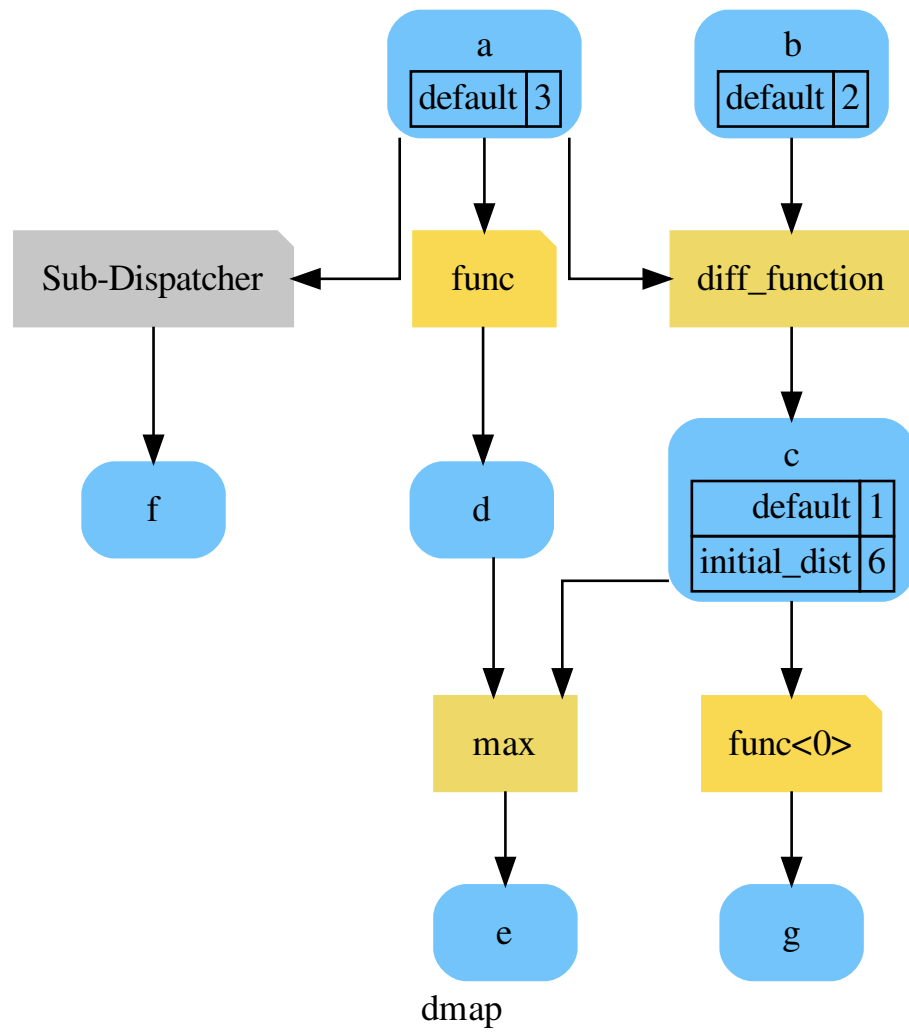 a
default 3
b
default 2
Sub-Dispatcher
func
diff_function
f
d
c
default 1
initial_dist 6
max
func<0>
e
g
dmap